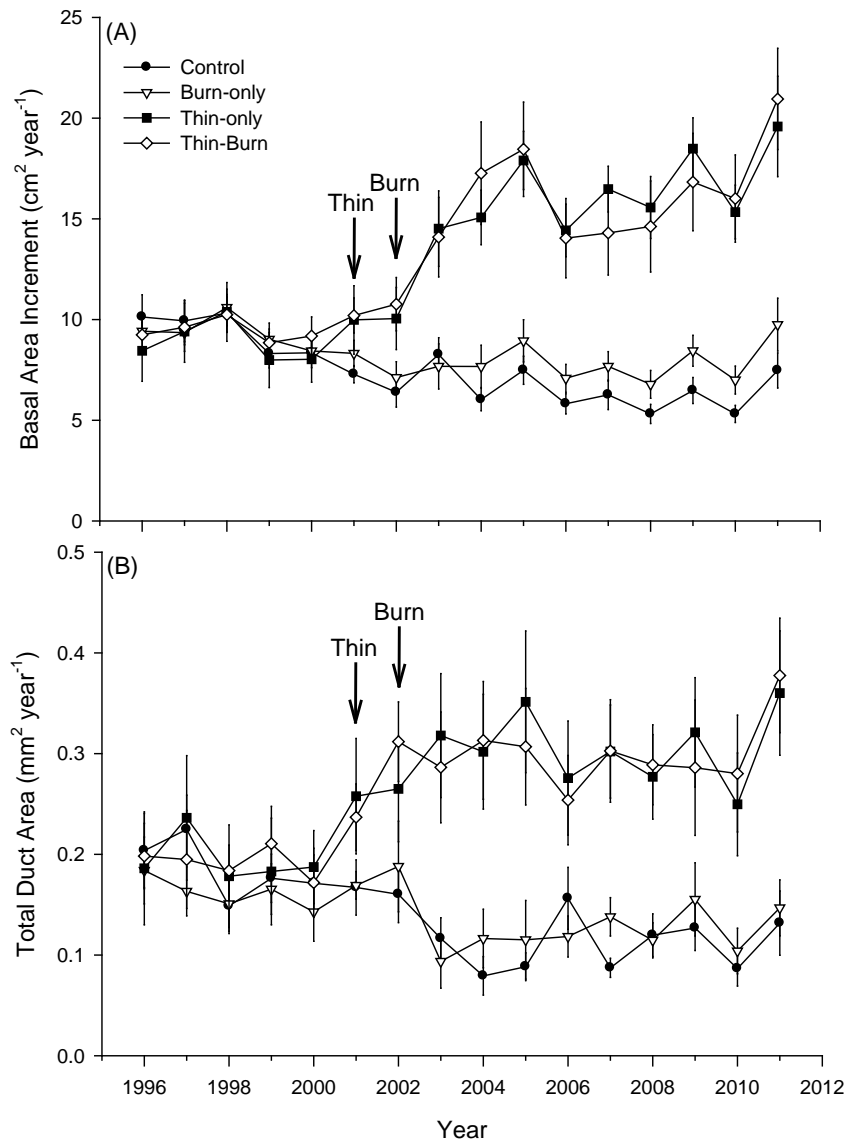 (A)
Control
Burn-only
Thin-only
Thin-Burn
Thin
Burn
Basal Area Increment (cm² year⁻¹)
25
20
15
10
5
0
(B)
Thin
Burn
Total Duct Area (mm² year⁻¹)
0.5
0.4
0.3
0.2
0.1
0.0
1996 1998 2000 2002 2004 2006 2008 2010 2012
Year